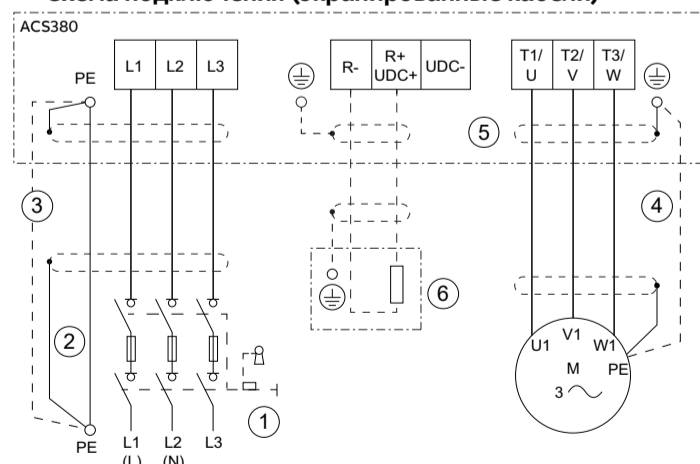 схема подключения (экранированные кабели)
ACS380
PE
L1
L2
L3
R-
R+
UDC+
UDC-
T1/
U
T2/
V
T3/
W
5
3
4
6
2
1
U1
V1
W1
M
PE
3
PE
L1
(L)
L2
(N)
L3